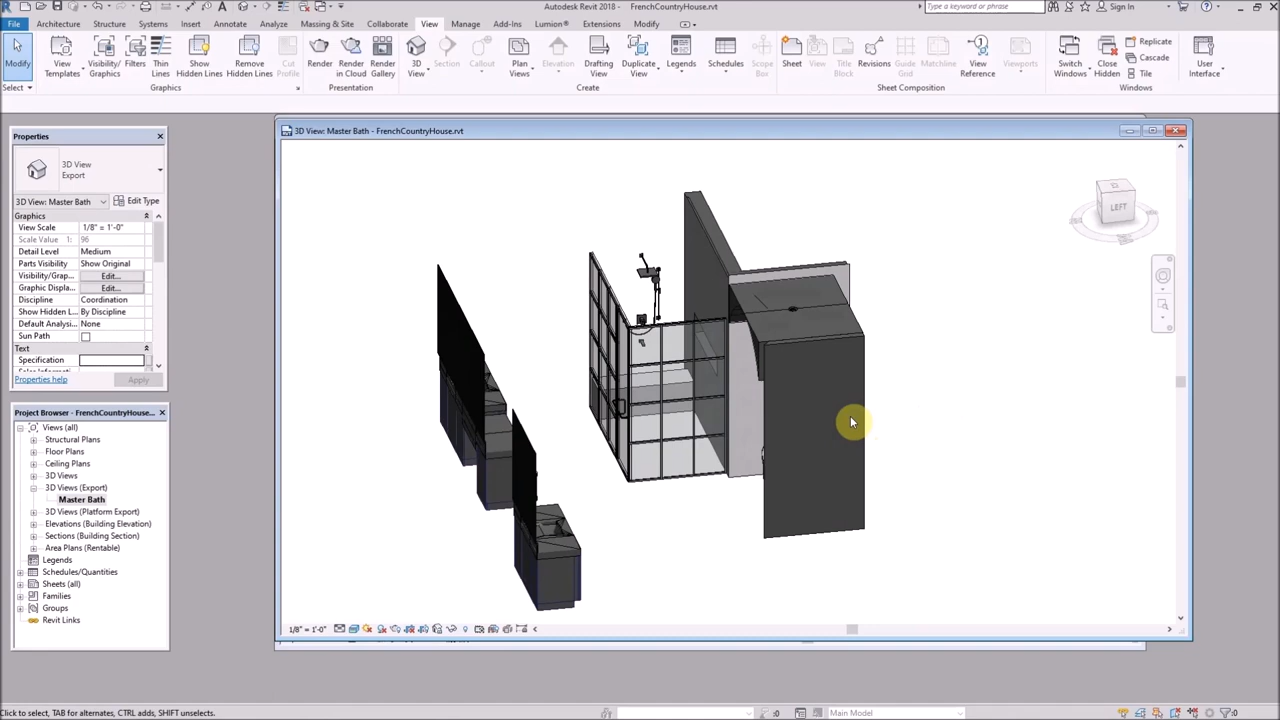 Autodesk Revit 2018 - FrenchCountryHouse.rvt
Type a keyword or phrase
Sign In
File Architecture Structure Systems Insert Annotate Analyze Massing & Site Collaborate View Manage Add-Ins Lumion® Extensions Modify
Modify
View Templates
Visibility/ Graphics
Filters
Thin Lines
Show Hidden Lines
Remove Hidden Lines
Cut Profile
Render
Render in Cloud
Render Gallery
3D View
Section
Callout
Plan Views
Elevation
Drafting View
Duplicate View
Legends
Schedules
Scope Box
Sheet
View
Title Block
Revisions
Guide Grid
Matchline
View Reference
Viewports
Switch Windows
Close Hidden
Replicate
Cascade
Tile
User Interface
Select
Graphics
Presentation
Create
Sheet Composition
Windows
Properties
3D View
Export
3D View: Master Bath
Edit Type
Graphics
View Scale 1/8" = 1'-0"
Scale Value 1: 96
Detail Level Medium
Parts Visibility Show Original
Visibility/Grap... Edit...
Graphic Displa... Edit...
Discipline Coordination
Show Hidden L... By Discipline
Default Analysi... None
Sun Path
Text
Specification
Properties help
Apply
Project Browser - FrenchCountryHouse...
Views (all)
Structural Plans
Floor Plans
Ceiling Plans
3D Views
3D Views (Export)
Master Bath
3D Views (Platform Export)
Elevations (Building Elevation)
Sections (Building Section)
Area Plans (Rentable)
Legends
Schedules/Quantities
Sheets (all)
Families
Groups
Revit Links
3D View: Master Bath - FrenchCountryHouse.rvt
LEFT
1/8" = 1'-0"
Click to select, TAB for alternates, CTRL adds, SHIFT unselects.
:0
Main Model
:0